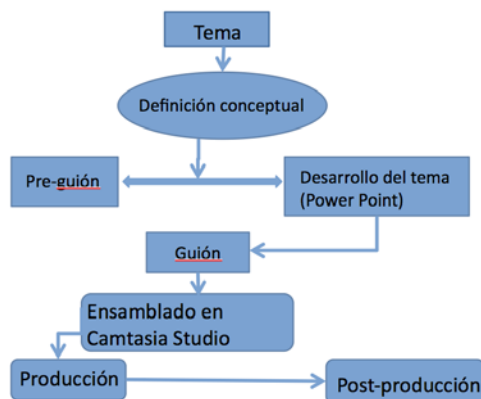 Tema
Definición conceptual
Pre-guión
Desarrollo del tema
(Power Point)
Guión
Ensamblado en
Camtasia Studio
Producción
Post-producción